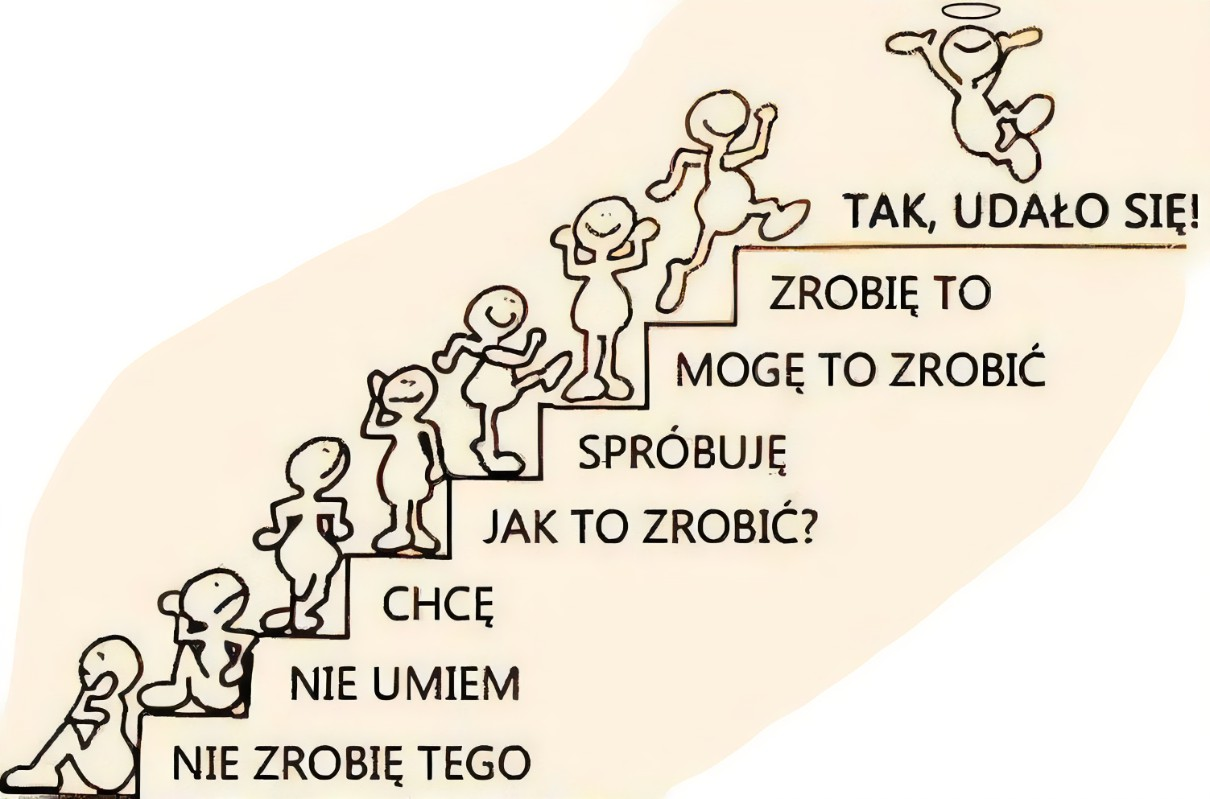 TAK, UDAŁO SIĘ!
ZROBIĘ TO
MOGĘ TO ZROBIĆ
SPRÓBUJĘ
JAK TO ZROBIĆ?
CHCĘ
NIE UMIEM
NIE ZROBIĘ TEGO